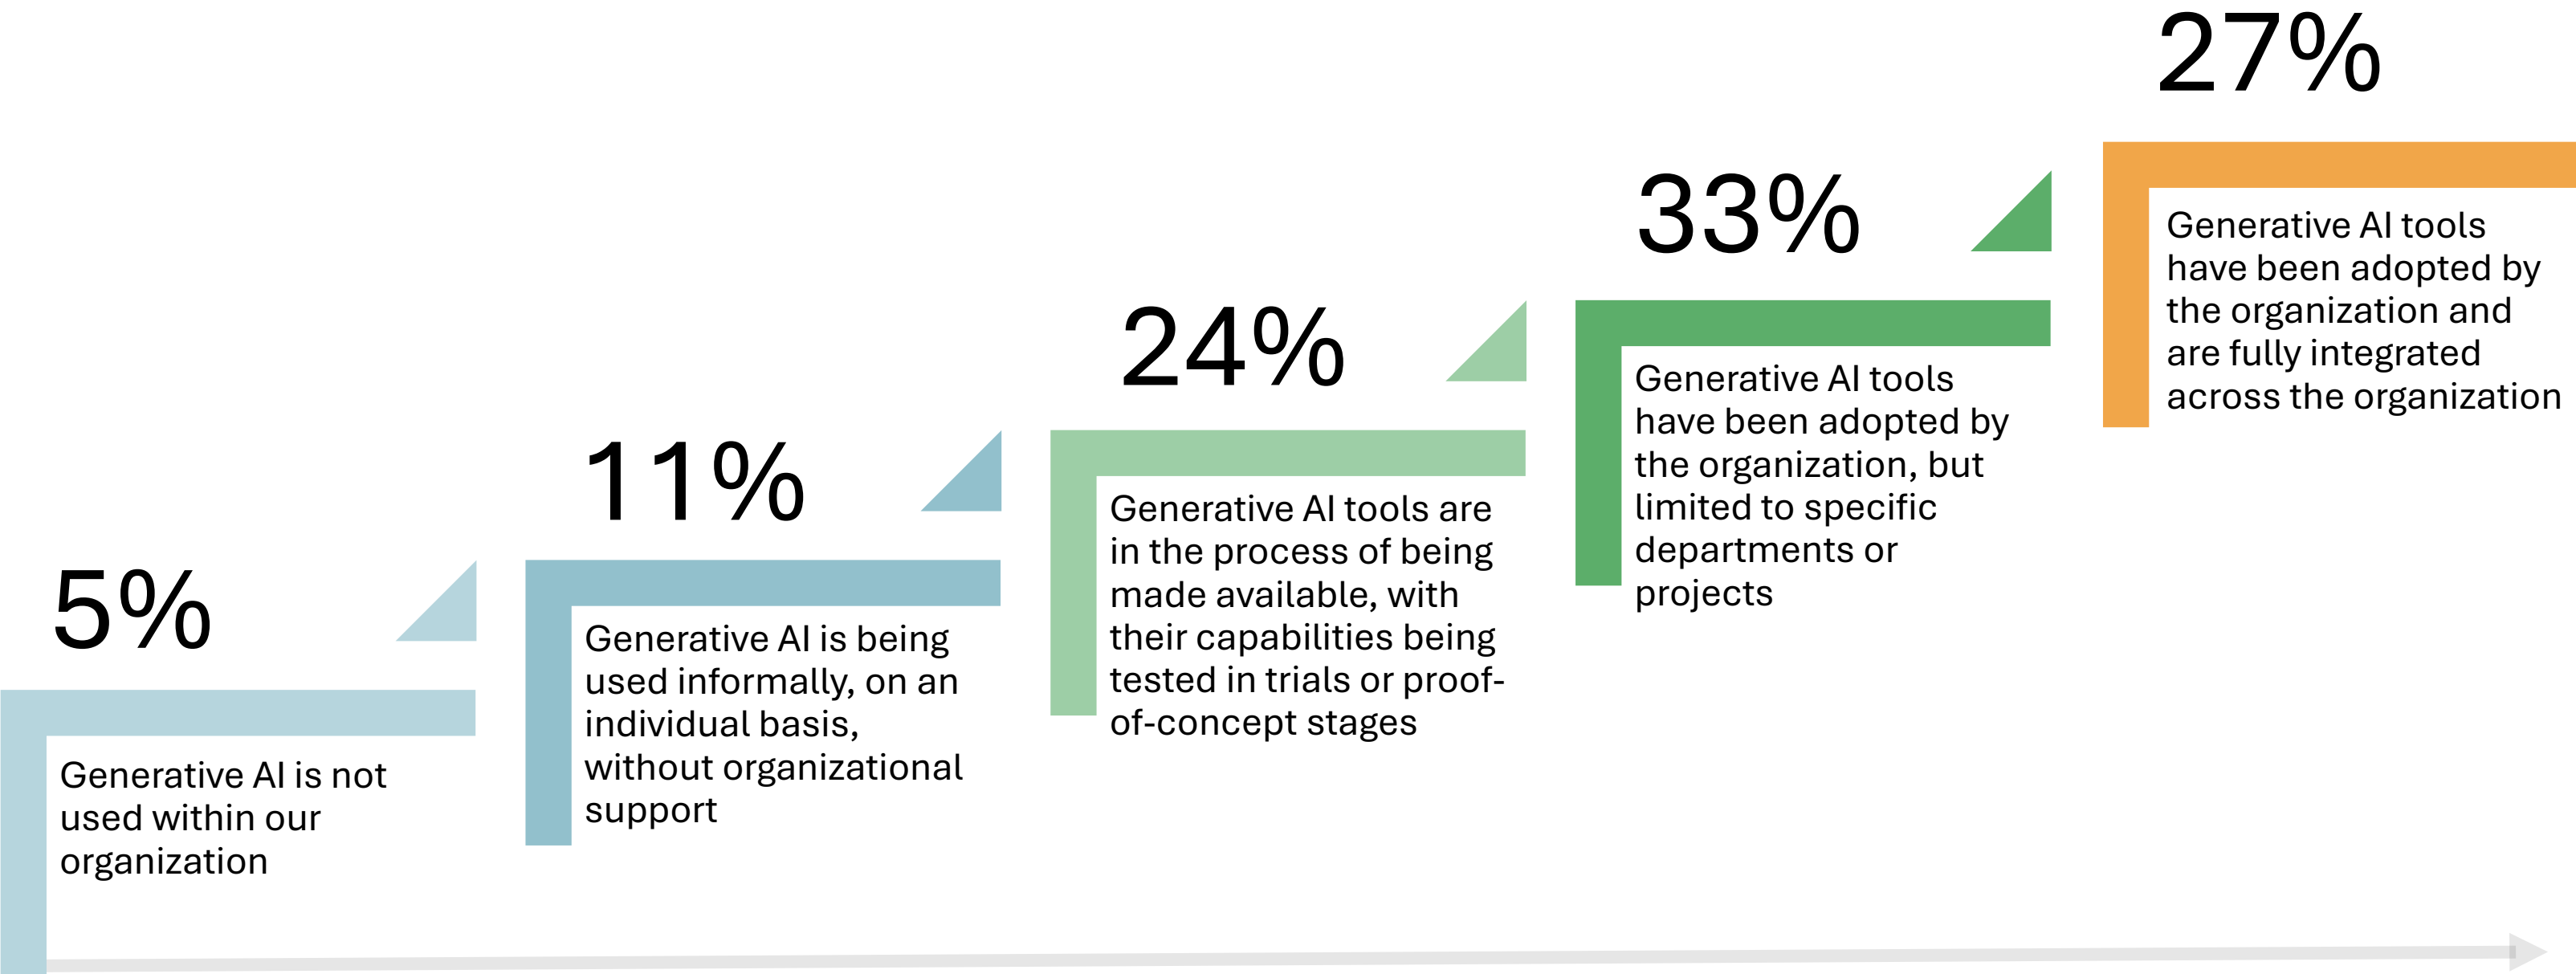 5%
Generative AI is not
used within our
organization
11%
Generative AI is being
used informally, on an
individual basis,
without organizational
support
24%
Generative AI tools are
in the process of being
made available, with
their capabilities being
tested in trials or proof-
of-concept stages
33%
Generative AI tools
have been adopted by
the organization, but
limited to specific
departments or
projects
27%
Generative AI tools
have been adopted by
the organization and
are fully integrated
across the organization